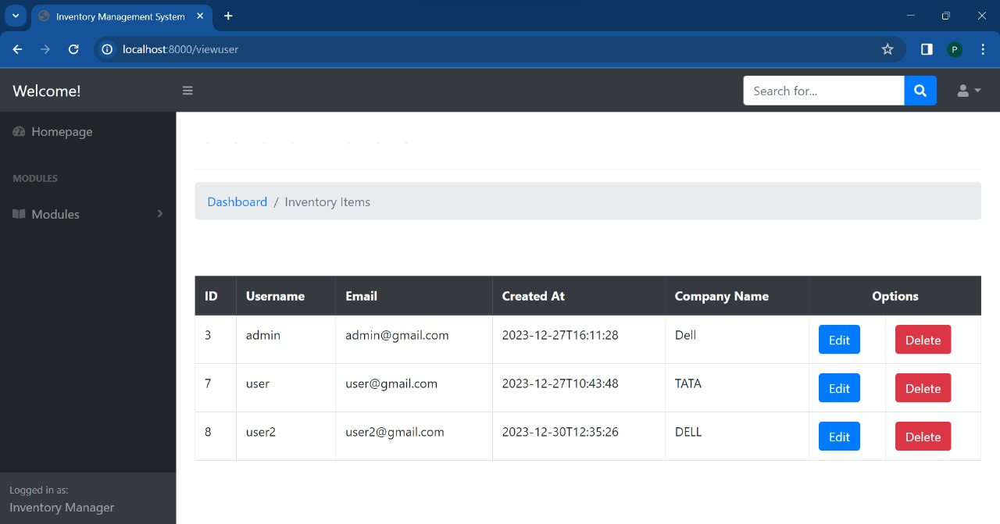 Inventory Management System
localhost:8000/viewuser
P
Welcome!
Search for...
Homepage
MODULES
Modules
Dashboard / Inventory Items
ID Username Email Created At Company Name Options
3 admin admin@gmail.com 2023-12-27T16:11:28 Dell Edit Delete
7 user user@gmail.com 2023-12-27T10:43:48 TATA Edit Delete
8 user2 user2@gmail.com 2023-12-30T12:35:26 DELL Edit Delete
Logged in as:
Inventory Manager